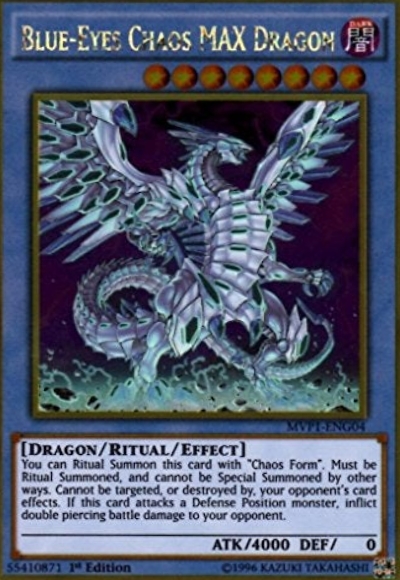 BLUE-EYES CHAOS MAX DRAGON
DARK
闇
MVP1-ENG04
[DRAGON/RITUAL/EFFECT]
You can Ritual Summon this card with "Chaos Form". Must be
Ritual Summoned, and cannot be Special Summoned by other
ways. Cannot be targeted, or destroyed by, your opponent's card
effects. If this card attacks a Defense Position monster, inflict
double piercing battle damage to your opponent.
ATK/4000 DEF/ 0
55410871 1st Edition ©1996 KAZUKI TAKAHASHI